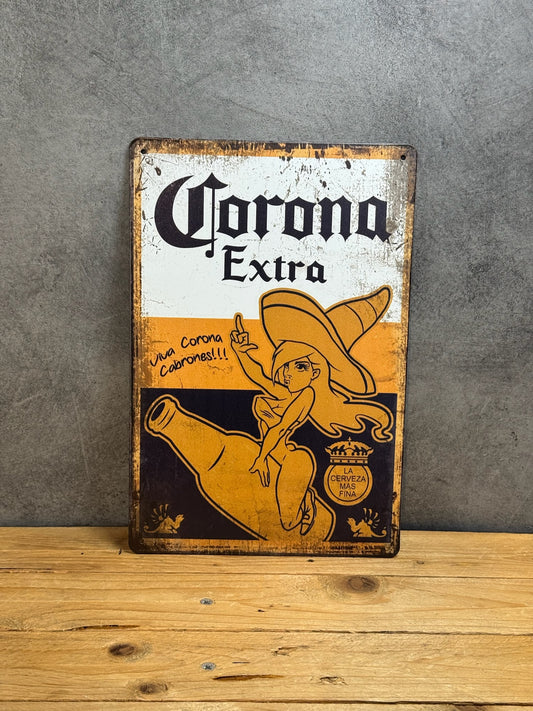 Corona
Extra
Viva Corona
Cabrones!!!
LA
CERVEZA
MAS
FINA